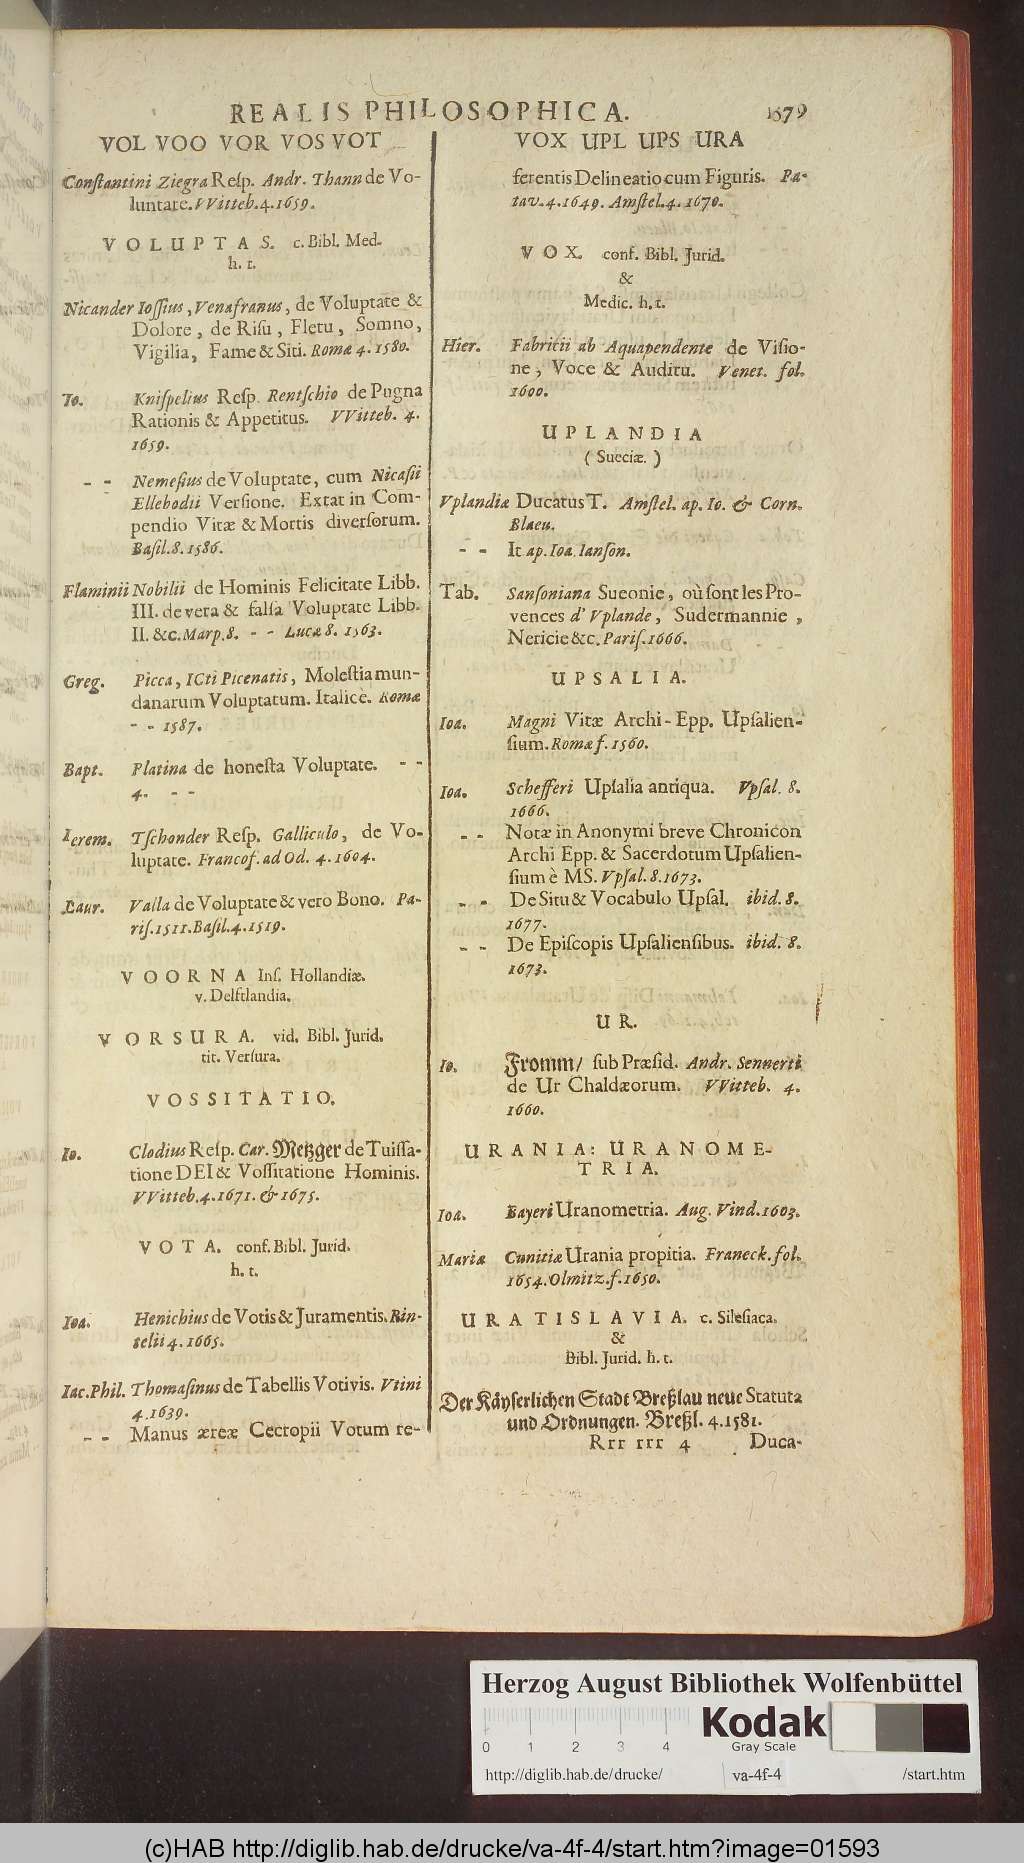 REALIS PHILOSOPHICA. 1579
VOL VOO VOR VOS VOT
Conſtantini Ziegra Reſp. Andr. Thann de Vo-
luntate. VVitteb. 4. 1659.
VOLUPTAS. c. Bibl. Med.
h. t.
Nicander Ioſſius, Venafranus, de Voluptate &
Dolore, de Riſu, Fletu, Somno,
Vigilia, Fame & Siti. Romæ 4. 1580.
Io. Kniſpelius Reſp. Rentſchio de Pugna
Rationis & Appetitus. VVitteb. 4.
1659.
- - Nemeſius de Voluptate, cum Nicaſii
Ellebodii Verſione. Extat in Com-
pendio Vitæ & Mortis diverſorum.
Baſil. 8. 1586.
Flaminii Nobilii de Hominis Felicitate Libb.
III. de vera & falſa Voluptate Libb.
II. &c. Marp. 8. - - Lucæ 8. 1563.
Greg. Picca, ICti Picenatis, Moleſtia mun-
danarum Voluptatum. Italice. Romæ
- - 1587.
Bapt. Platina de honeſta Voluptate. - -
4. - -
Ierem. Tſchonder Reſp. Galliculo, de Vo-
luptate. Francof. ad Od. 4. 1604.
Laur. Valla de Voluptate & vero Bono. Pa-
riſ. 1511. Baſil. 4. 1519.
VOORNA Inſ. Hollandiæ.
v. Delftlandia.
VORSURA. vid. Bibl. Jurid.
tit. Verſura.
VOSSITATIO.
Io. Clodius Reſp. Car. Metzger de Tuiſſa-
tione DEI & Voſſitatione Hominis.
VVitteb. 4. 1671. & 1675.
VOTA. conf. Bibl. Jurid.
h. t.
Ioa. Henichius de Votis & Juramentis. Rin-
telii 4. 1665.
Iac. Phil. Thomaſinus de Tabellis Votivis. Vtini
4. 1639.
- - Manus æreæ Cecropii Votum re-
VOX UPL UPS URA
ferentis Delineatio cum Figuris. Pa-
tav. 4. 1649. Amſtel. 4. 1670.
VOX. conf. Bibl. Jurid.
&
Medic. h. t.
Hier. Fabritii ab Aquapendente de Viſio-
ne, Voce & Auditu. Venet. fol.
1600.
UPLANDIA
(Sueciæ.)
Vplandiæ Ducatus T. Amſtel. ap. Io. & Corn.
Blaeu.
- - It ap. Ioa. Ianſon.
Tab. Sanſoniana Sueonie, où ſont les Pro-
vences d'Vplande, Sudermannie,
Nericie &c. Pariſ. 1666.
UPSALIA.
Ioa. Magni Vitæ Archi-Epp. Upſalien-
ſium. Romæ f. 1560.
Ioa. Schefferi Upſalia antiqua. Vpſal. 8.
1666.
- - Notæ in Anonymi breve Chronicon
Archi Epp. & Sacerdotum Upſalien-
ſium è MS. Vpſal. 8. 1673.
- - De Situ & Vocabulo Upſal. ibid. 8.
1677.
- - De Epiſcopis Upſalienſibus. ibid. 8.
1673.
UR.
Io. Fromm/ ſub Præſid. Andr. Sennerti
de Ur Chaldæorum. VVitteb. 4.
1660.
URANIA: URANOME-
TRIA.
Ioa. Bayeri Uranometria. Aug. Vind. 1603.
Mariæ Cunitiæ Urania propitia. Franeck. fol.
1654. Olmitz. f. 1650.
URATISLAVIA. c. Sileſiaca.
&
Bibl. Jurid. h. t.
Der Käyſerlichen Stadt Breßlau neue Statuta
und Ordnungen. Breßl. 4. 1581.
Rrr rrr 4 Duca-
Herzog August Bibliothek Wolfenbüttel
Kodak
Gray Scale
0 1 2 3 4
http://diglib.hab.de/drucke/ va-4f-4 /start.htm
(c)HAB http://diglib.hab.de/drucke/va-4f-4/start.htm?image=01593